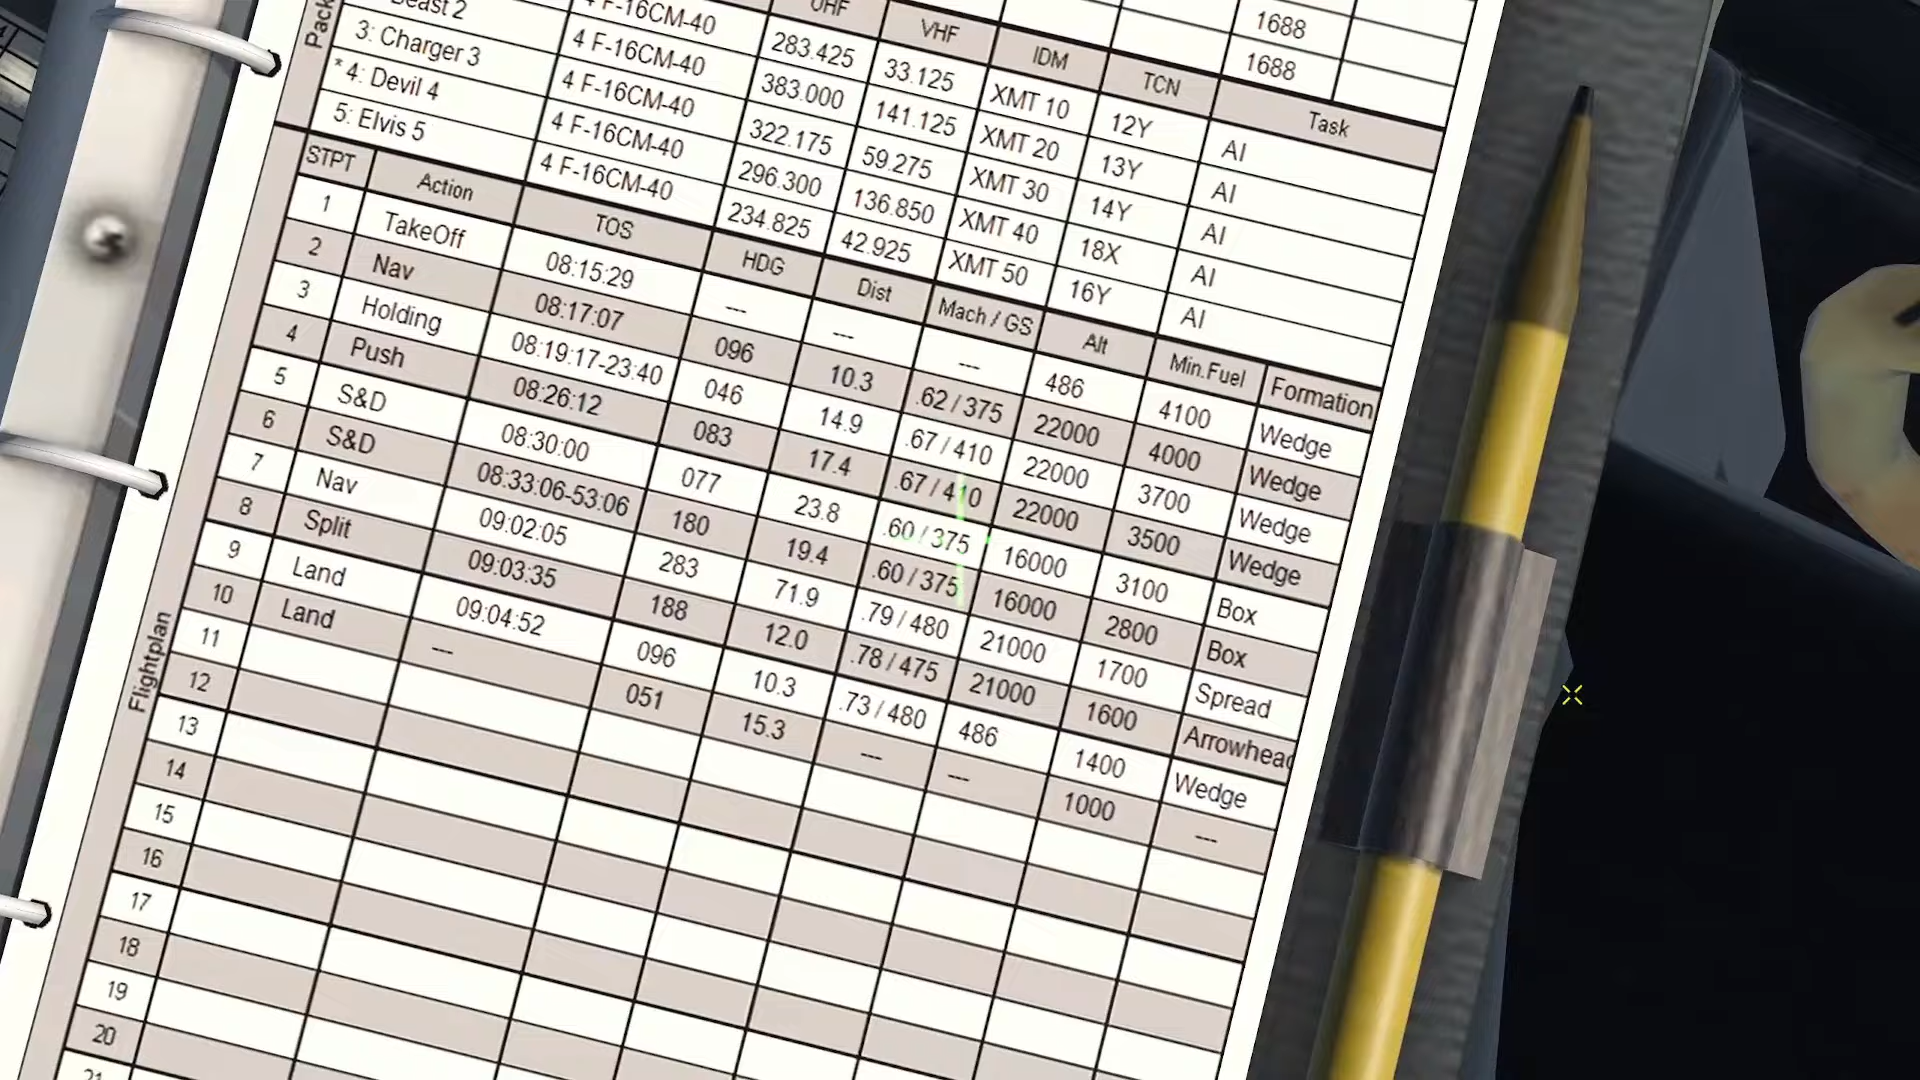 1688
1688
Pack
UHF VHF IDM TCN Task
4 F-16CM-40 283.425 33.125 XMT 10 12Y AI
Beast 2 4 F-16CM-40 383.000 141.125 XMT 20 13Y AI
3: Charger 3 4 F-16CM-40 322.175 59.275 XMT 30 14Y AI
*4: Devil 4 4 F-16CM-40 296.300 136.850 XMT 40 18X AI
5: Elvis 5 4 F-16CM-40 234.825 42.925 XMT 50 16Y AI
Flightplan
STPT Action TOS HDG Dist Mach / GS Alt Min.Fuel Formation
1 TakeOff 08:15:29 --- --- --- 486 4100 Wedge
2 Nav 08:17:07 096 10.3 .62 / 375 22000 4000 Wedge
3 Holding 08:19:17-23:40 046 14.9 .67 / 410 22000 3700 Wedge
4 Push 08:26:12 083 17.4 .67 / 410 22000 3500 Wedge
5 S&D 08:30:00 077 23.8 .60 / 375 16000 3100 Box
6 S&D 08:33:06-53:06 180 19.4 .60 / 375 16000 2800 Box
7 Nav 09:02:05 283 71.9 .79 / 480 21000 1700 Spread
8 Split 09:03:35 188 12.0 .78 / 475 21000 1600 Arrowhead
9 Land 09:04:52 096 10.3 .73 / 480 486 1400 Wedge
10 Land --- 051 15.3 --- --- 1000 ---
11
12
13
14
15
16
17
18
19
20
21